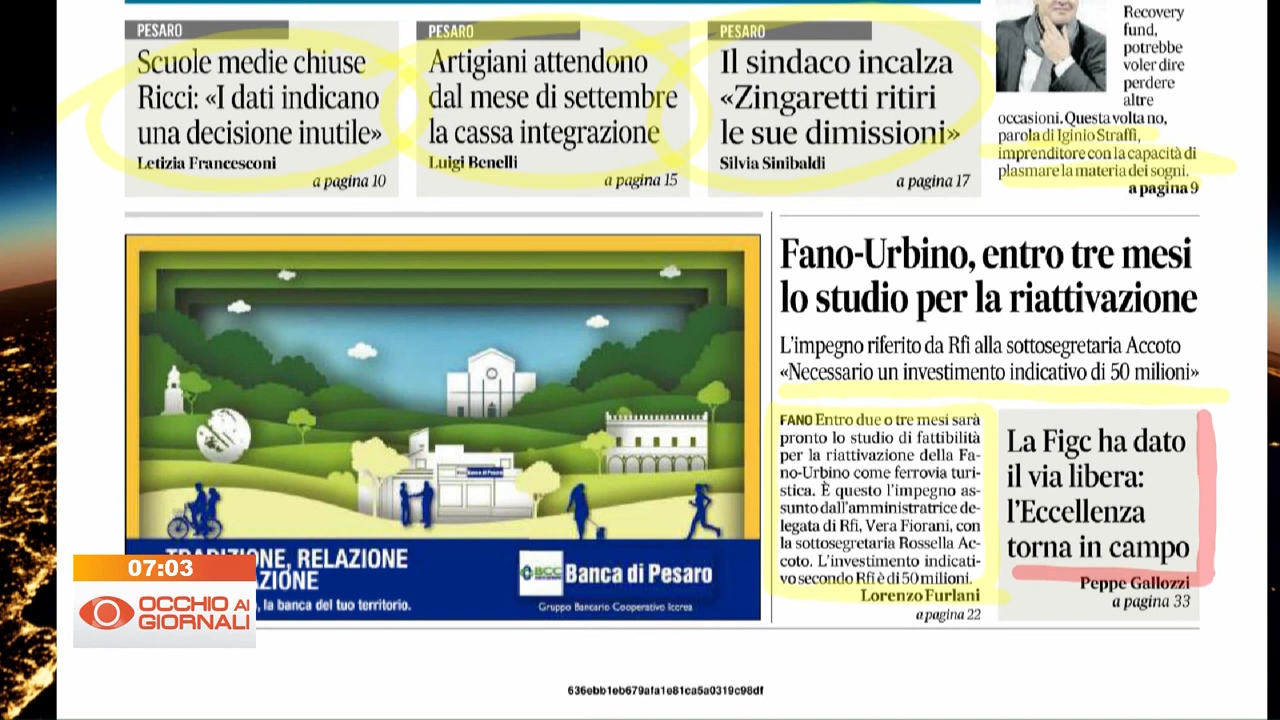 PESARO
Scuole medie chiuse
Ricci: «I dati indicano
una decisione inutile»
Letizia Francesconi
a pagina 10
PESARO
Artigiani attendono
dal mese di settembre
la cassa integrazione
Luigi Benelli
a pagina 15
PESARO
Il sindaco incalza
«Zingaretti ritiri
le sue dimissioni»
Silvia Sinibaldi
a pagina 17
Recovery
fund,
potrebbe
voler dire
perdere
altre
occasioni. Questa volta no,
parola di Iginio Straffi,
imprenditore con la capacità di
plasmare la materia dei sogni.
a pagina 9
Fano-Urbino, entro tre mesi
lo studio per la riattivazione
L'impegno riferito da Rfi alla sottosegretaria Accoto
«Necessario un investimento indicativo di 50 milioni»
FANO Entro due o tre mesi sarà
pronto lo studio di fattibilità
per la riattivazione della Fa-
no-Urbino come ferrovia turi-
stica. È questo l'impegno as-
sunto dall'amministratrice de-
legata di Rfi, Vera Fiorani, con
la sottosegretaria Rossella Ac-
coto. L'investimento indicati-
vo secondo Rfi è di 50 milioni.
Lorenzo Furlani
a pagina 22
La Figc ha dato
il via libera:
l'Eccellenza
torna in campo
Peppe Gallozzi
a pagina 33
Banca di Pesaro
TRADIZIONE, RELAZIONE
AZIONE
, la banca del tuo territorio.
BCC
Banca di Pesaro
Gruppo Bancario Cooperativo Iccrea
07:03
OCCHIO AI
GIORNALI
636ebb1eb679afa1e81ca5a0319c98df